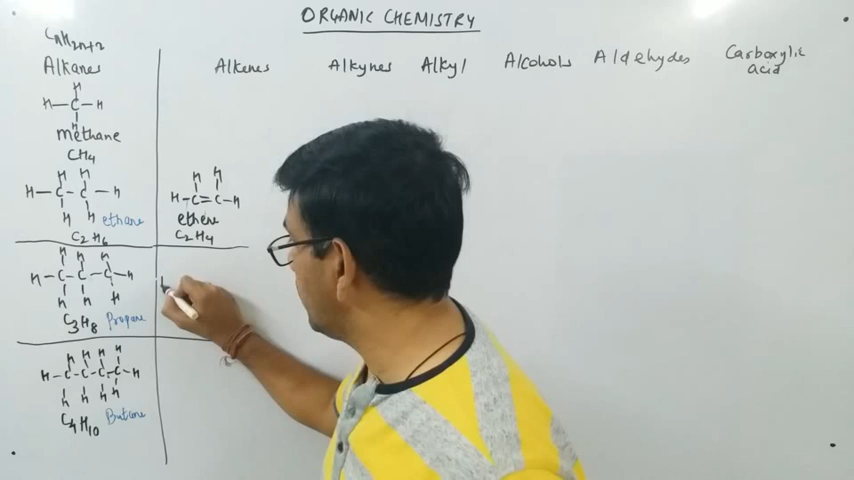 ORGANIC CHEMISTRY
CnH2n+2
Alkanes
Alkenes
Alkynes
Alkyl
Alcohols
Aldehydes
Carboxylic
acid
H
H-C-H
H
methane
CH4
H H
H-C-C-H
H H
ethane
C2H6
H H
H-C=C-H
ethene
C2H4
H H H
H-C-C-C-H
H H H
C3H8
Propane
H H H H
H-C-C-C-C-H
H H H H
C4H10
Butane